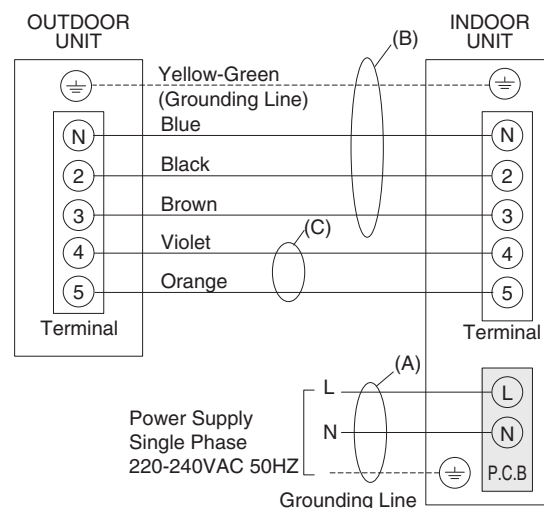 OUTDOOR
UNIT
INDOOR
UNIT
(B)
Yellow-Green
(Grounding Line)
Blue
N
N
Black
2
2
Brown
3
3
(C)
Violet
4
4
Orange
5
5
Terminal
Terminal
(A)
L
L
Power Supply
Single Phase
220-240VAC 50HZ
N
N
P.C.B
Grounding Line